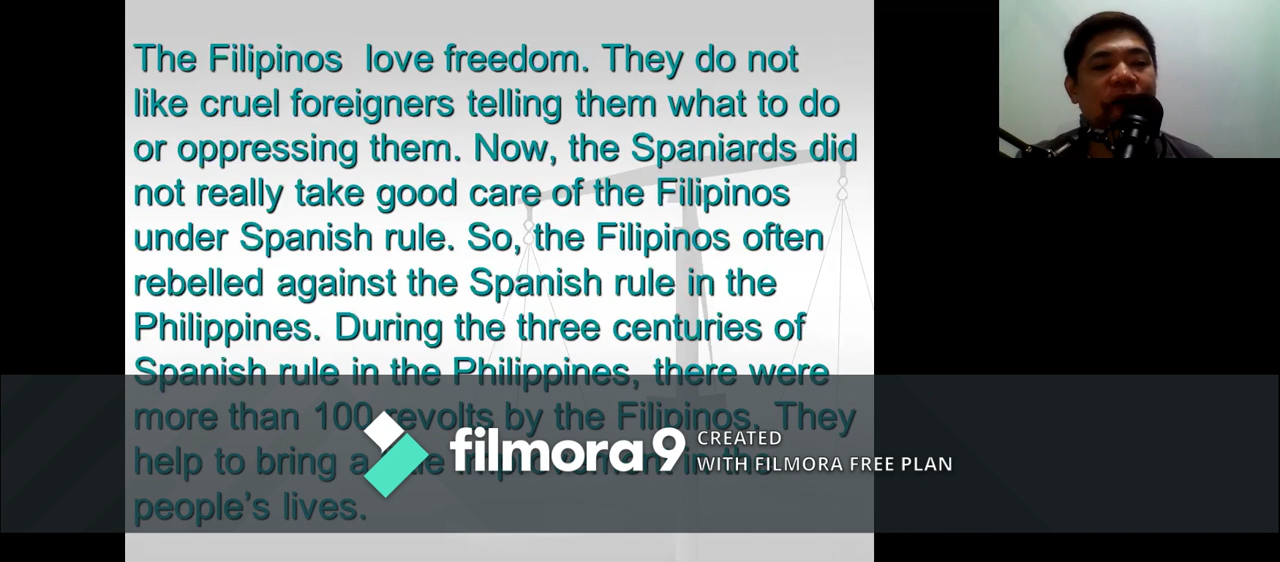 The Filipinos love freedom. They do not
like cruel foreigners telling them what to do
or oppressing them. Now, the Spaniards did
not really take good care of the Filipinos
under Spanish rule. So, the Filipinos often
rebelled against the Spanish rule in the
Philippines. During the three centuries of
Spanish rule in the Philippines, there were
more than 100 revolts by the Filipinos. They
help to bring a improvement in the
people's lives.
filmora9
CREATED
WITH FILMORA FREE PLAN